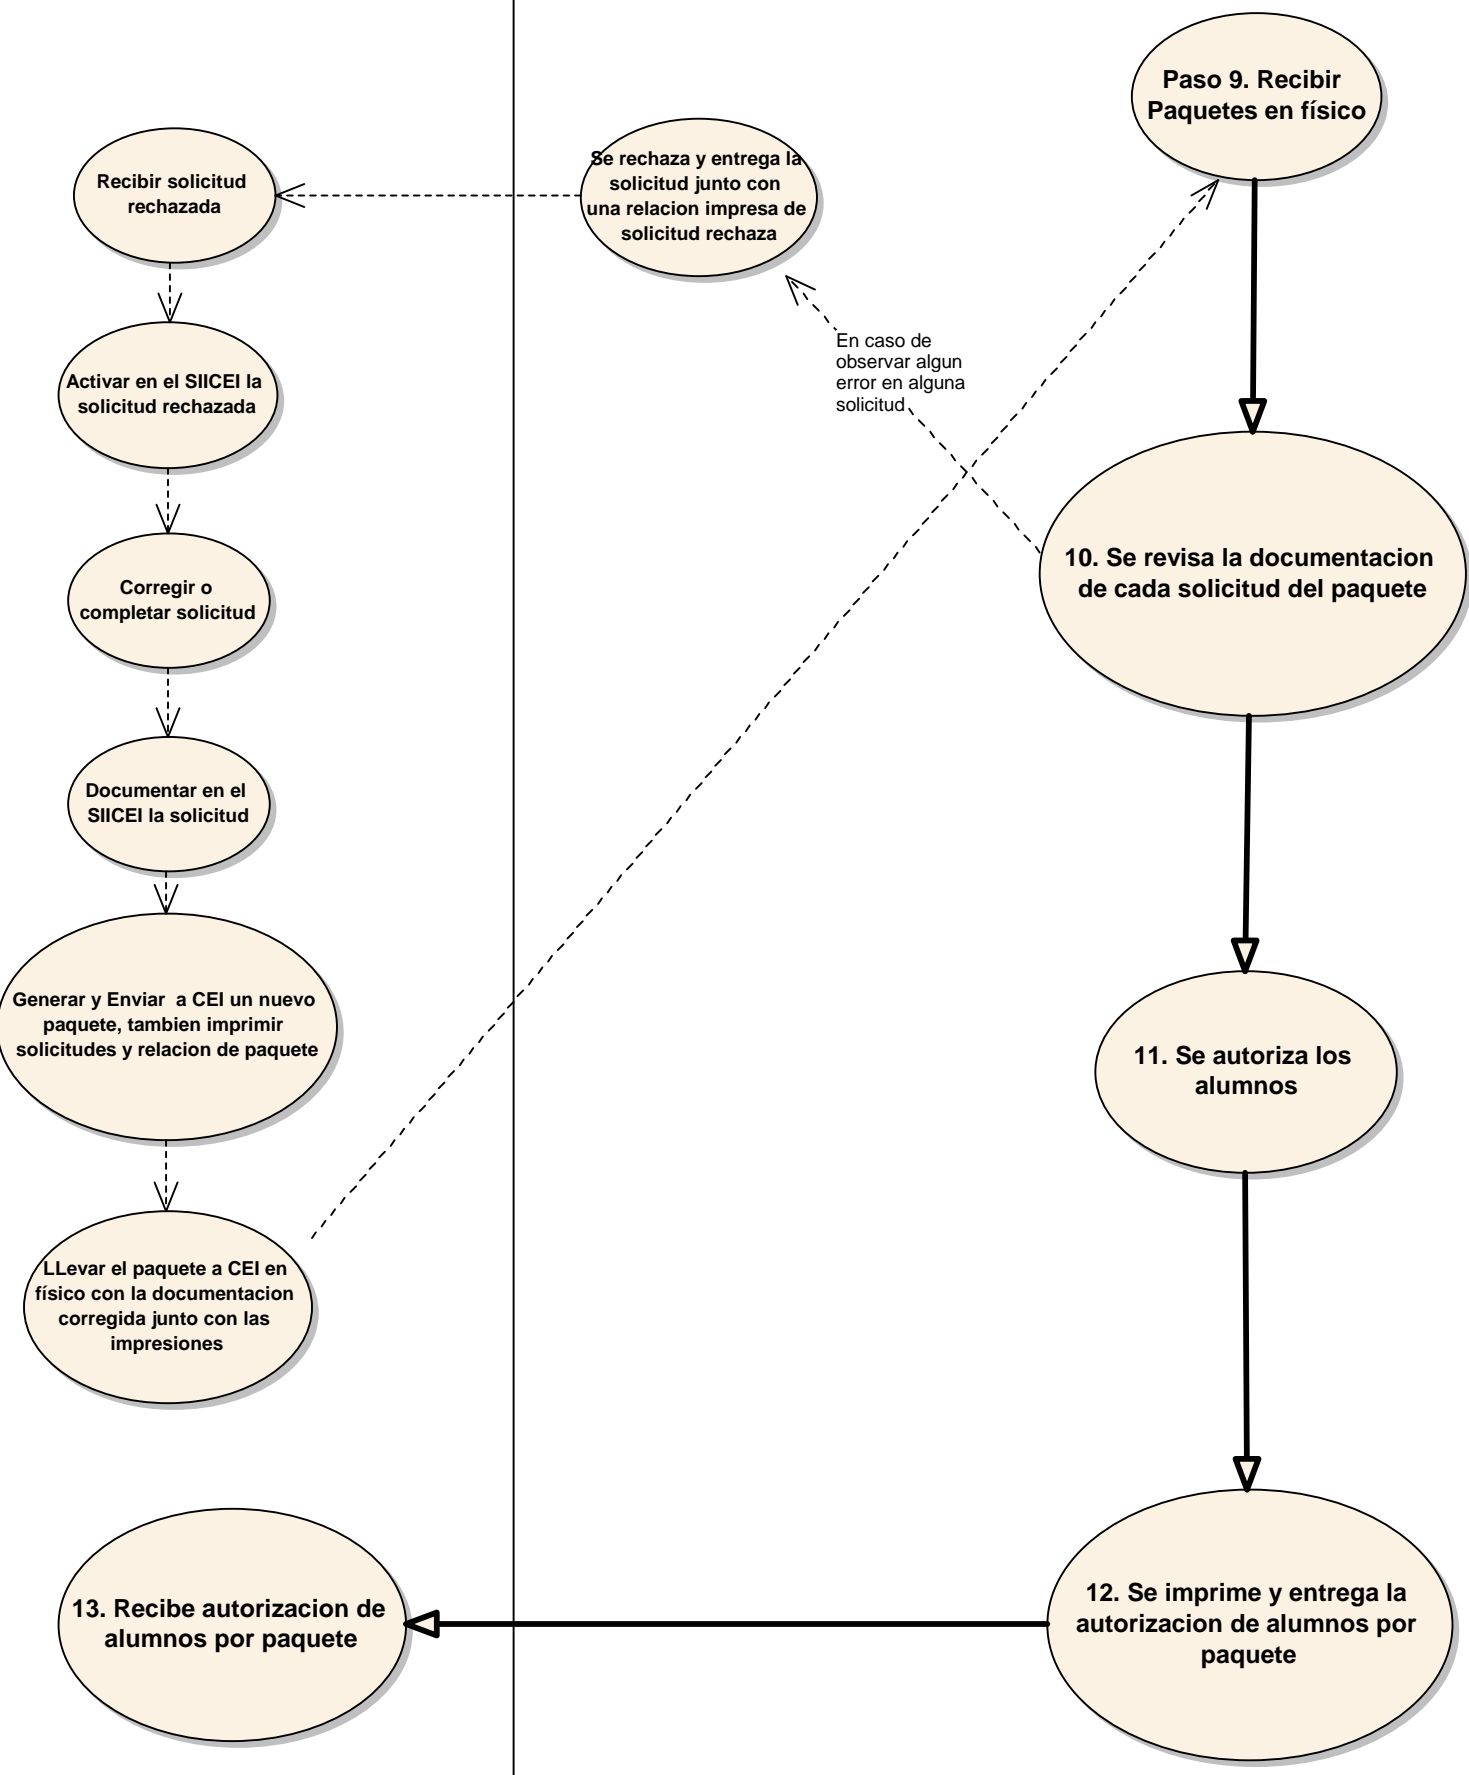 Paso 9. Recibir
Paquetes en físico
Se rechaza y entrega la
solicitud junto con
una relacion impresa de
solicitud rechaza
Recibir solicitud
rechazada
En caso de
observar algun
error en alguna
solicitud
Activar en el SIICEI la
solicitud rechazada
10. Se revisa la documentacion
de cada solicitud del paquete
Corregir o
completar solicitud
Documentar en el
SIICEI la solicitud
Generar y Enviar  a CEI un nuevo
paquete, tambien imprimir
solicitudes y relacion de paquete
11. Se autoriza los
alumnos
LLevar el paquete a CEI en
físico con la documentacion
corregida junto con las
impresiones
13. Recibe autorizacion de
alumnos por paquete
12. Se imprime y entrega la
autorizacion de alumnos por
paquete